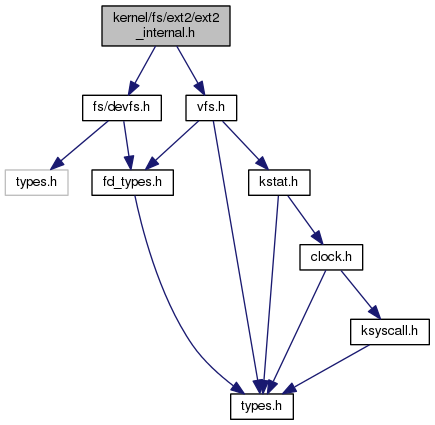 kernel/fs/ext2/ext2
_internal.h
fs/devfs.h
vfs.h
types.h
fd_types.h
kstat.h
clock.h
ksyscall.h
types.h